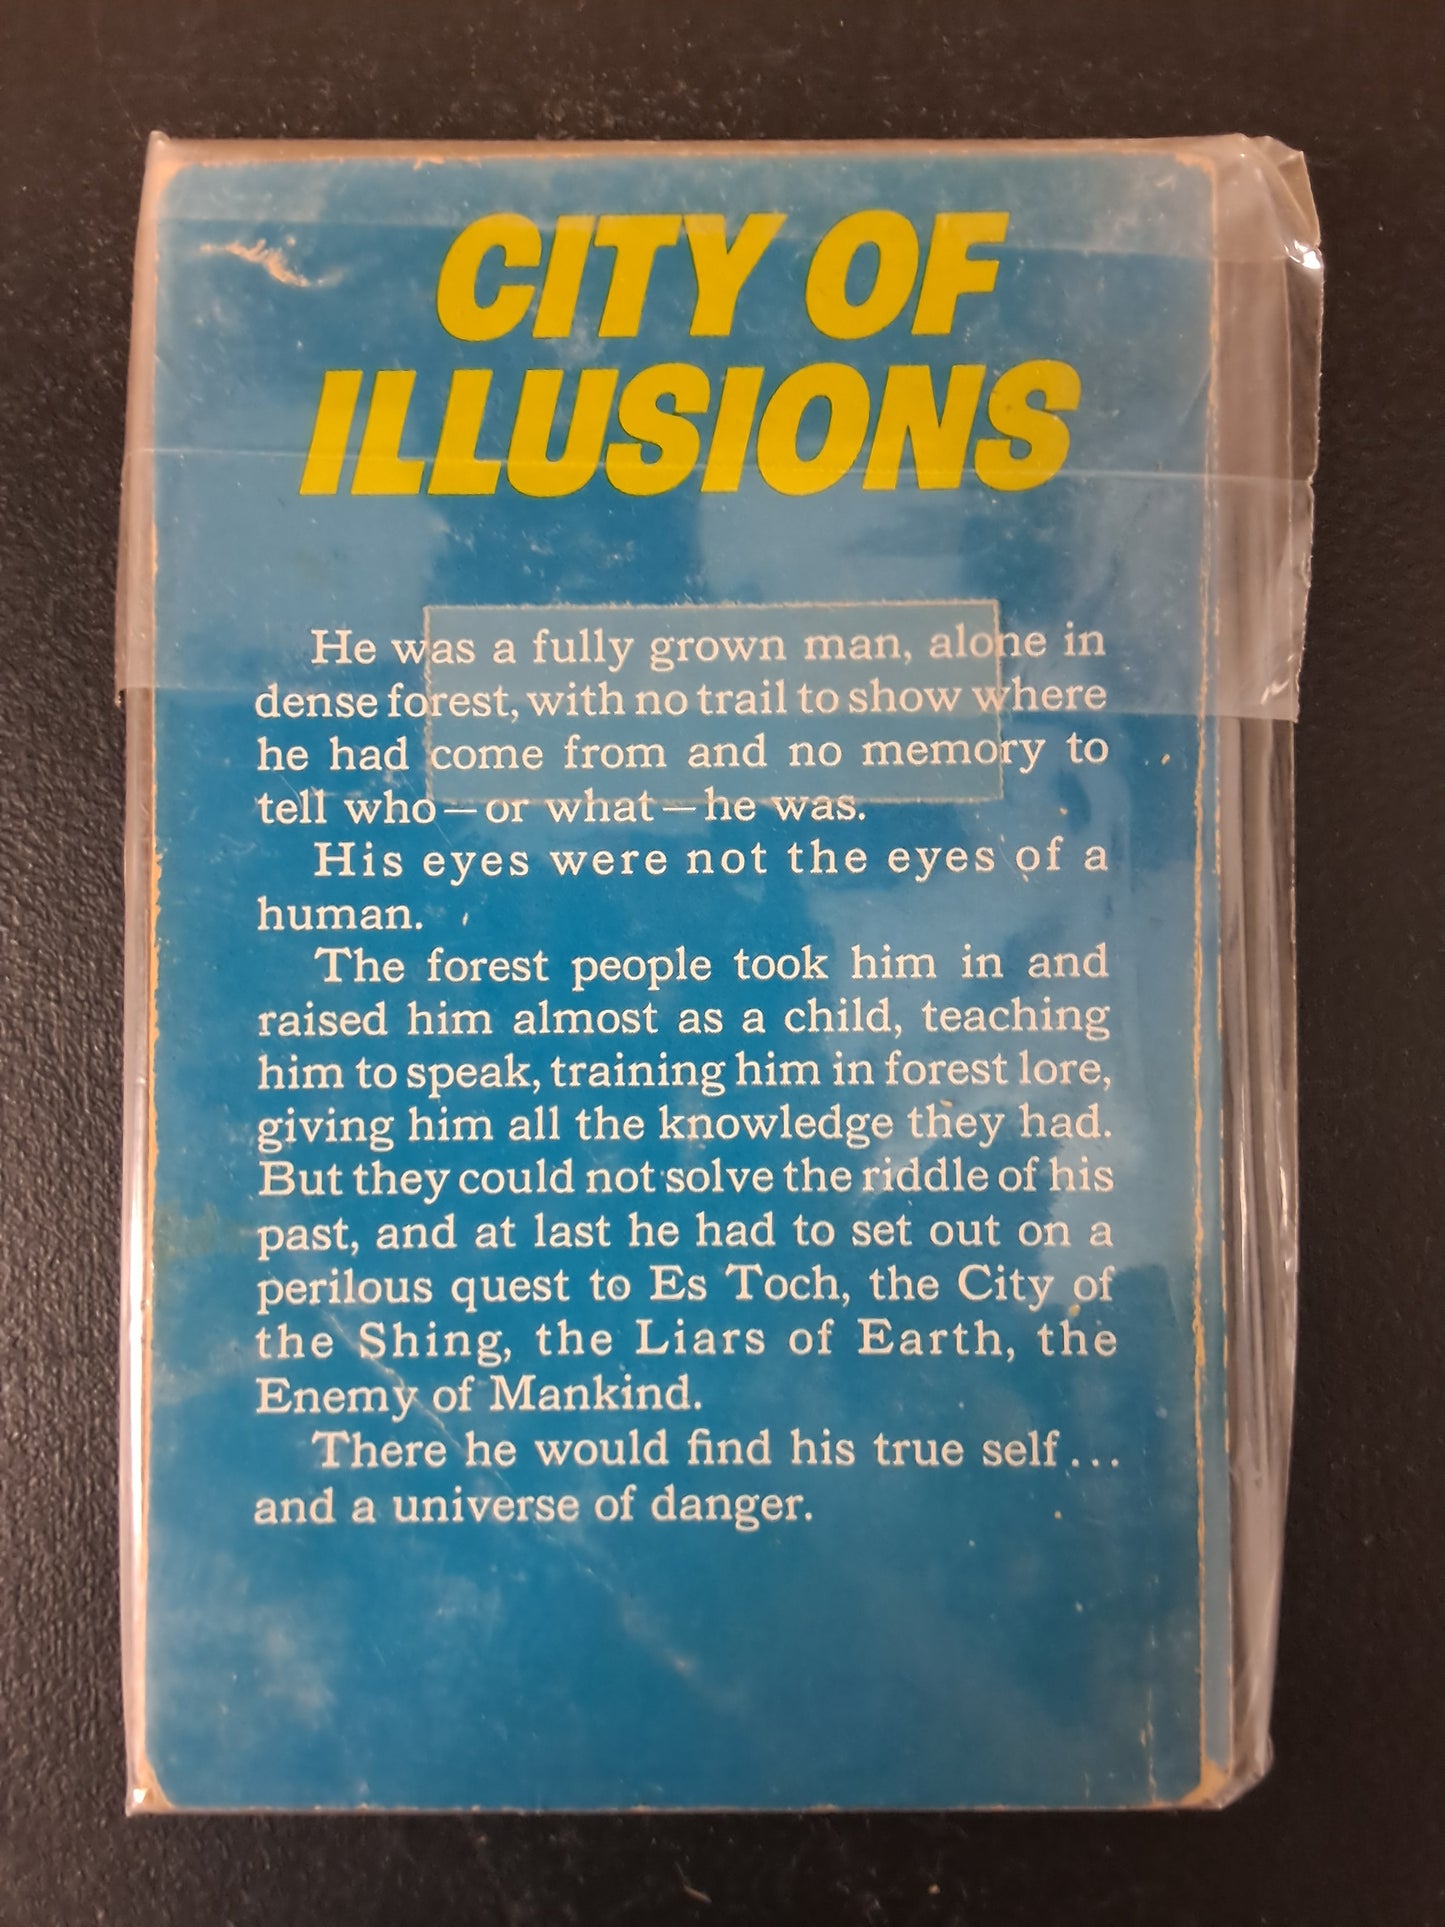 CITY OF
ILLUSIONS
He was a fully grown man, alone in
dense forest, with no trail to show where
he had come from and no memory to
tell who—or what—he was.
His eyes were not the eyes of a
human.
The forest people took him in and
raised him almost as a child, teaching
him to speak, training him in forest lore,
giving him all the knowledge they had.
But they could not solve the riddle of his
past, and at last he had to set out on a
perilous quest to Es Toch, the City of
the Shing, the Liars of Earth, the
Enemy of Mankind.
There he would find his true self...
and a universe of danger.